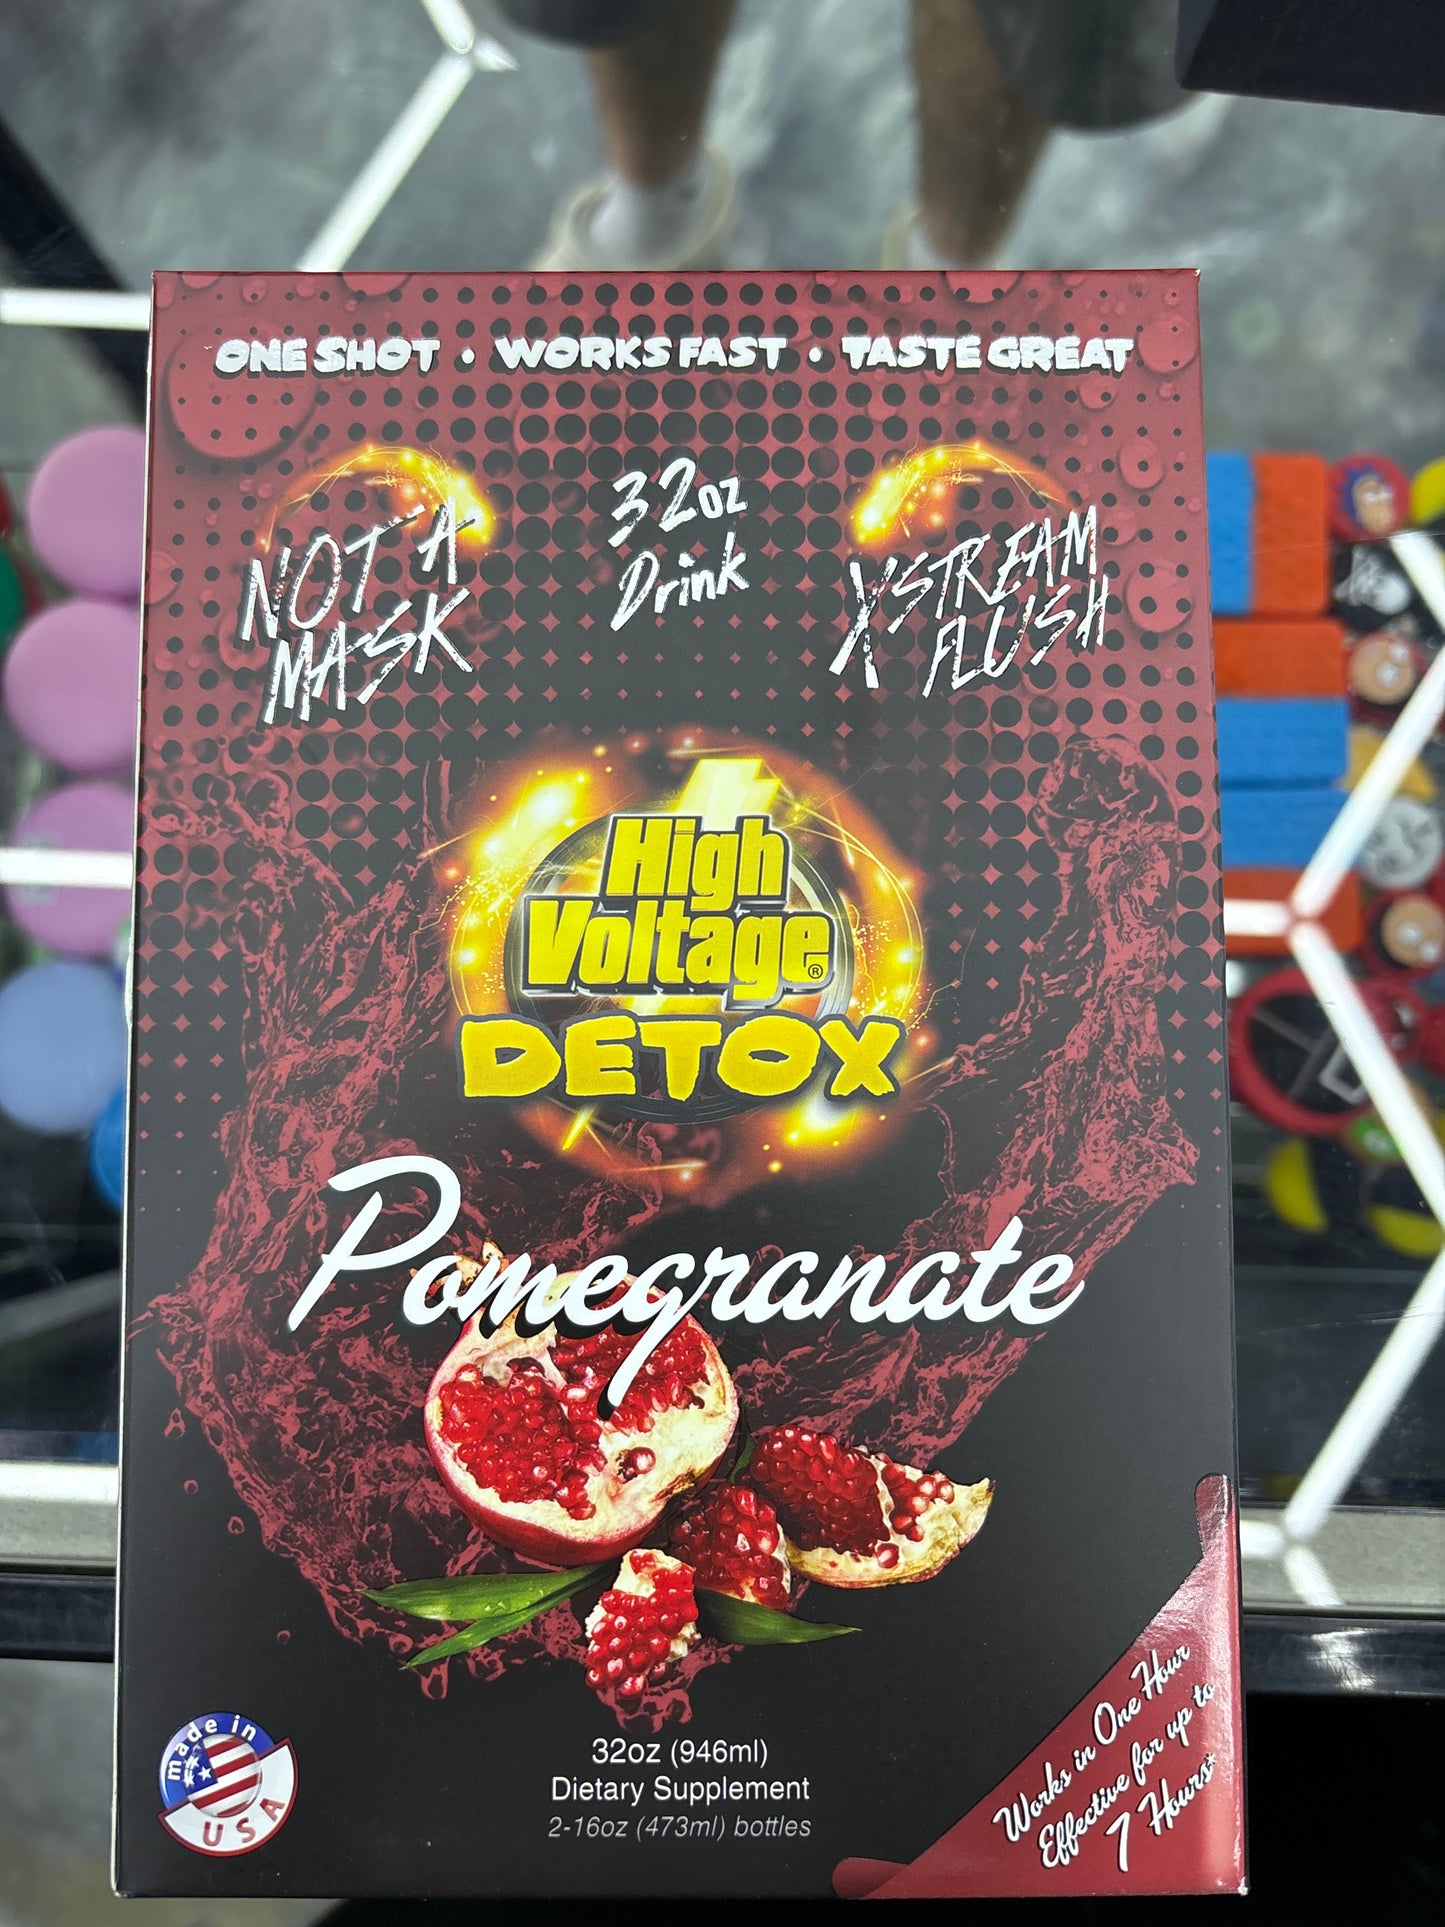 ONE SHOT · WORKS FAST · TASTE GREAT
NOT A
MASK
32oz
Drink
XSTREAM
FLUSH
High
Voltage®
DETOX
Pomegranate
made in
USA
32oz (946ml)
Dietary Supplement
2-16oz (473ml) bottles
Works in One Hour
Effective for up to
7 Hours*